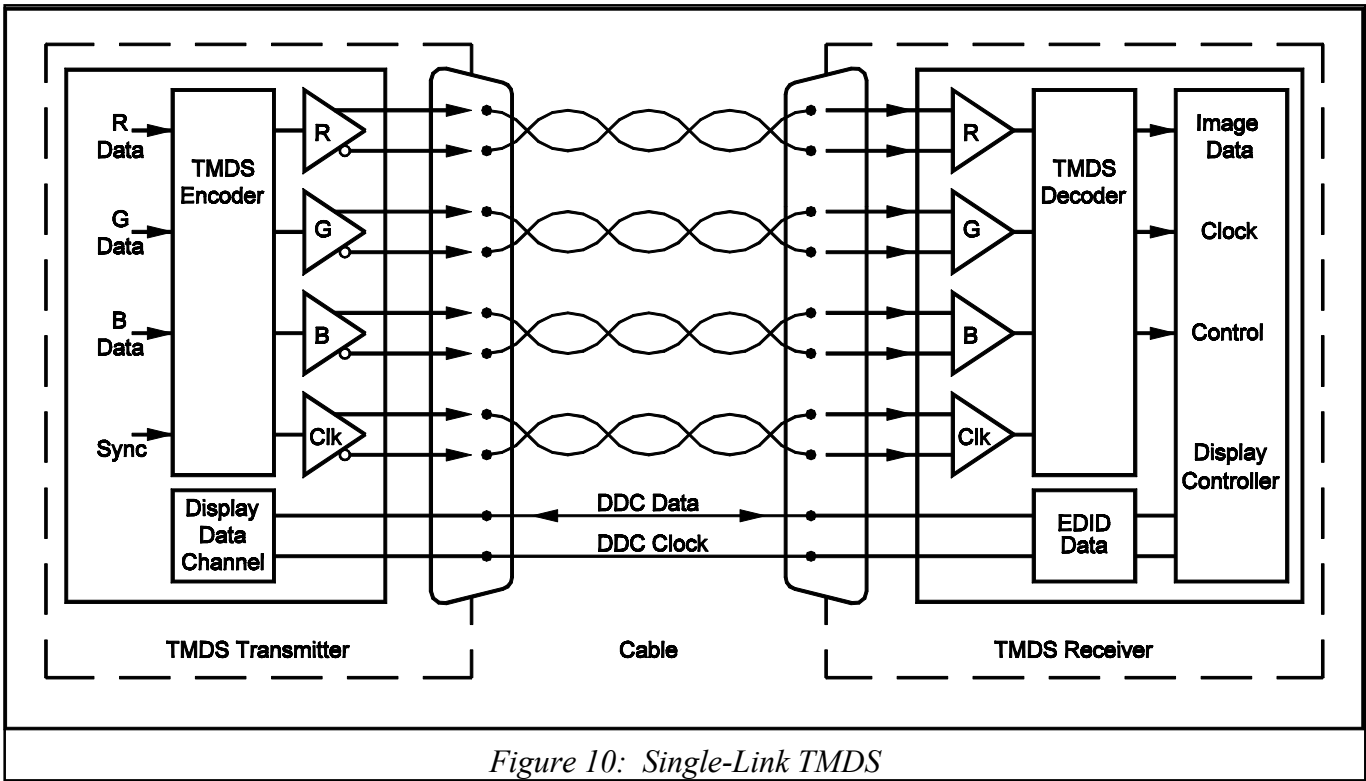 R
Data
G
Data
B
Data
Sync
TMDS
Encoder
R
G
B
Clk
Display
Data
Channel
TMDS Transmitter
DDC Data
DDC Clock
Cable
R
G
B
Clk
TMDS
Decoder
EDID
Data
Image
Data
Clock
Control
Display
Controller
TMDS Receiver
Figure 10: Single-Link TMDS